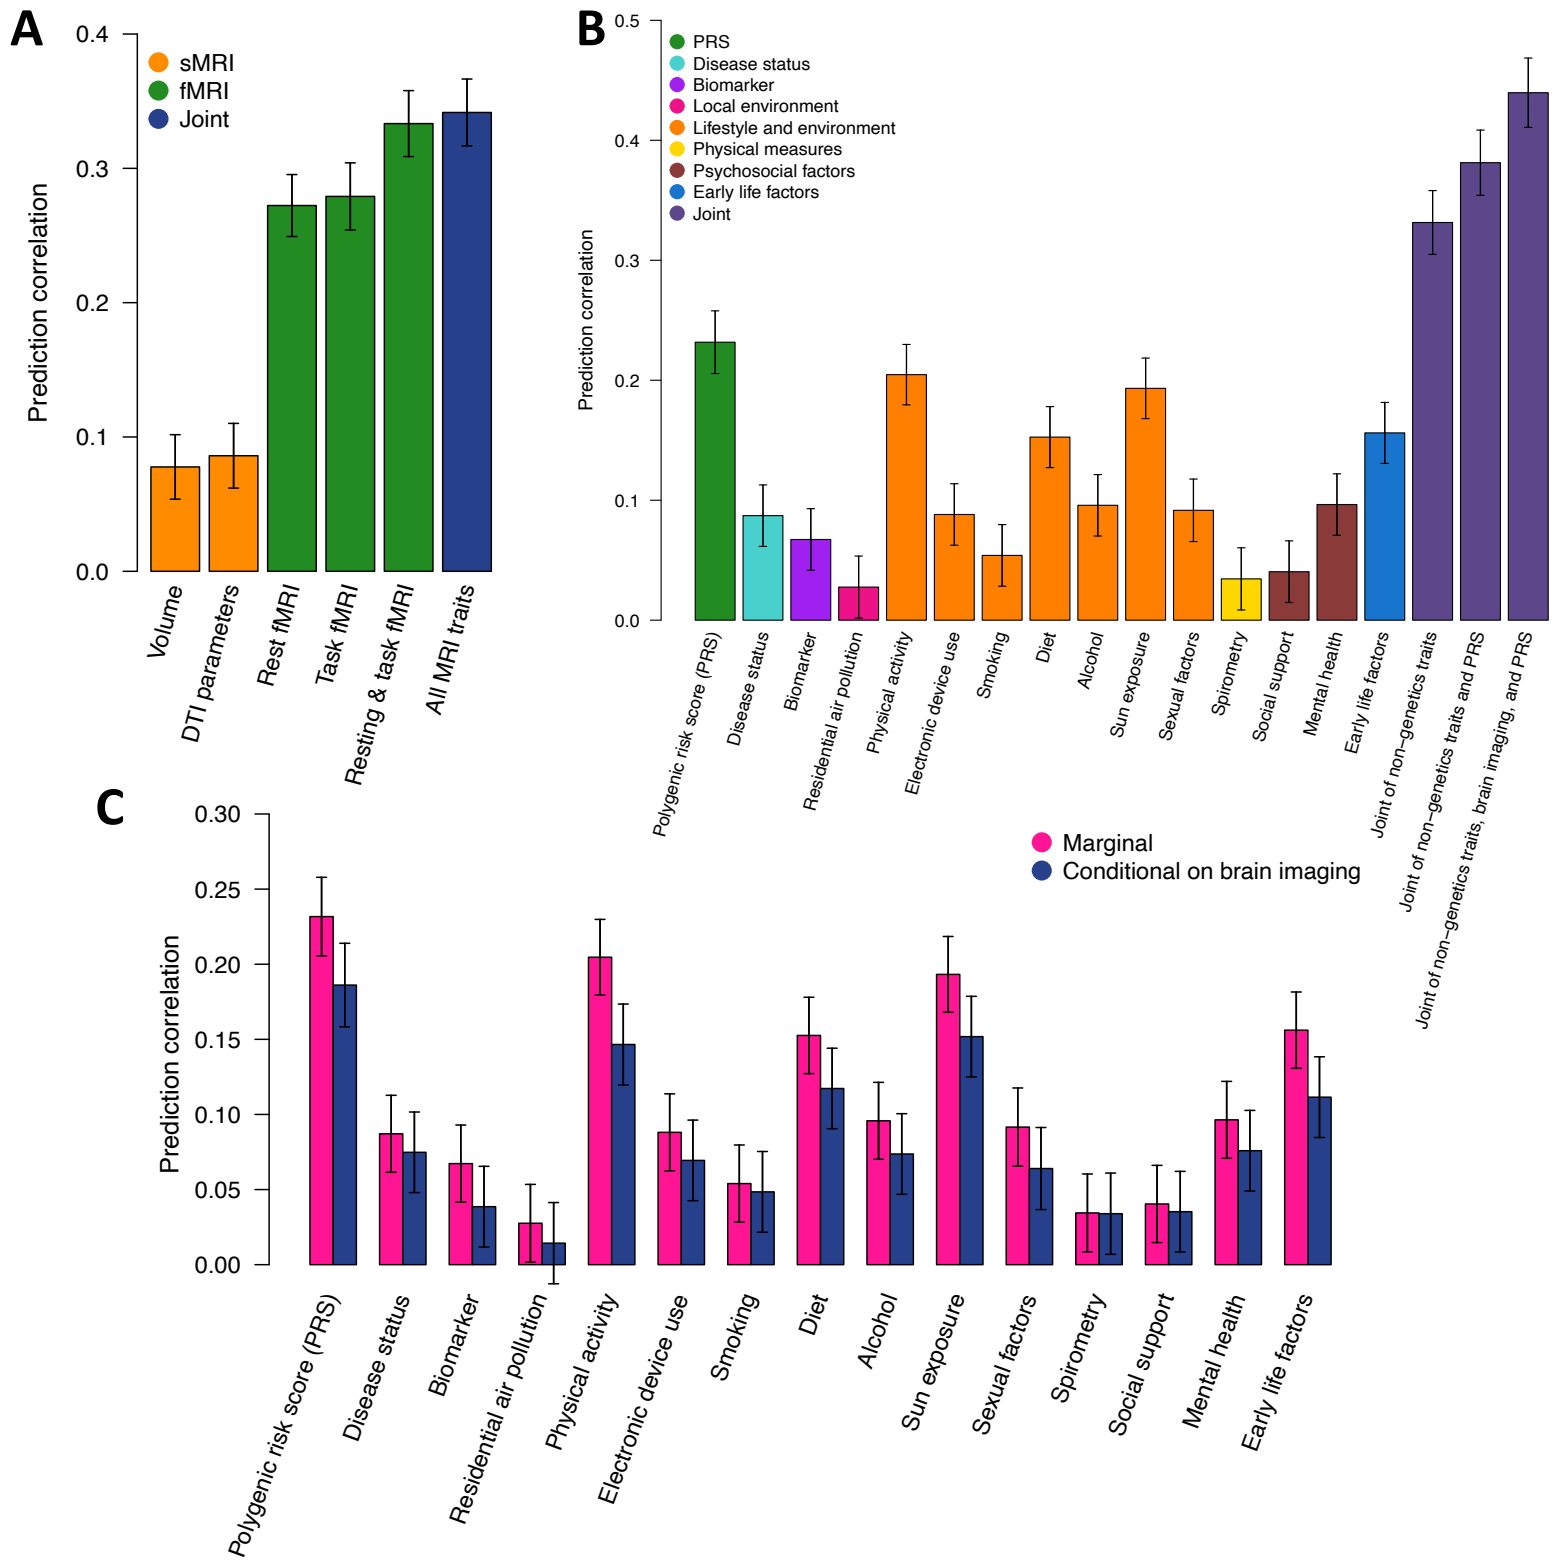 A
0.4
0.3
0.2
0.1
0.0
Prediction correlation
sMRI
fMRI
Joint
Volume
DTI parameters
Rest fMRI
Task fMRI
Resting & task fMRI
All MRI traits
B
0.5
0.4
0.3
0.2
0.1
0.0
Prediction correlation
PRS
Disease status
Biomarker
Local environment
Lifestyle and environment
Physical measures
Psychosocial factors
Early life factors
Joint
Polygenic risk score (PRS)
Disease status
Biomarker
Residential air pollution
Physical activity
Electronic device use
Smoking
Diet
Alcohol
Sun exposure
Sexual factors
Spirometry
Social support
Mental health
Early life factors
Joint of non−genetics traits
Joint of non−genetics traits and PRS
Joint of non−genetics traits, brain imaging, and PRS
C
0.30
0.25
0.20
0.15
0.10
0.05
0.00
Prediction correlation
Marginal
Conditional on brain imaging
Polygenic risk score (PRS)
Disease status
Biomarker
Residential air pollution
Physical activity
Electronic device use
Smoking
Diet
Alcohol
Sun exposure
Sexual factors
Spirometry
Social support
Mental health
Early life factors